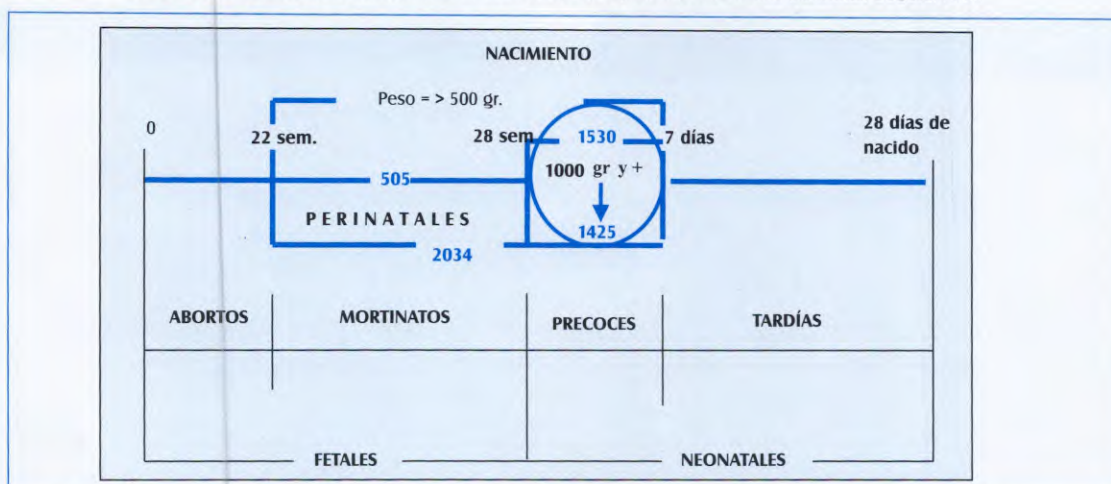 NACIMIENTO
Peso = > 500 gr.
0
22 sem.
28 sem
1530
7 días
28 días de
nacido
1000 gr y +
505
PERINATALES
1425
2034
ABORTOS
MORTINATOS
PRECOCES
TARDÍAS
FETALES
NEONATALES